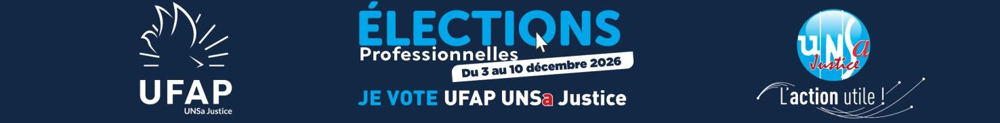 UFAP
UNSa Justice
ÉLECTIONS
Professionnelles
Du 3 au 10 décembre 2026
JE VOTE UFAP UNSa Justice
UNSa
Justice
L'action utile !